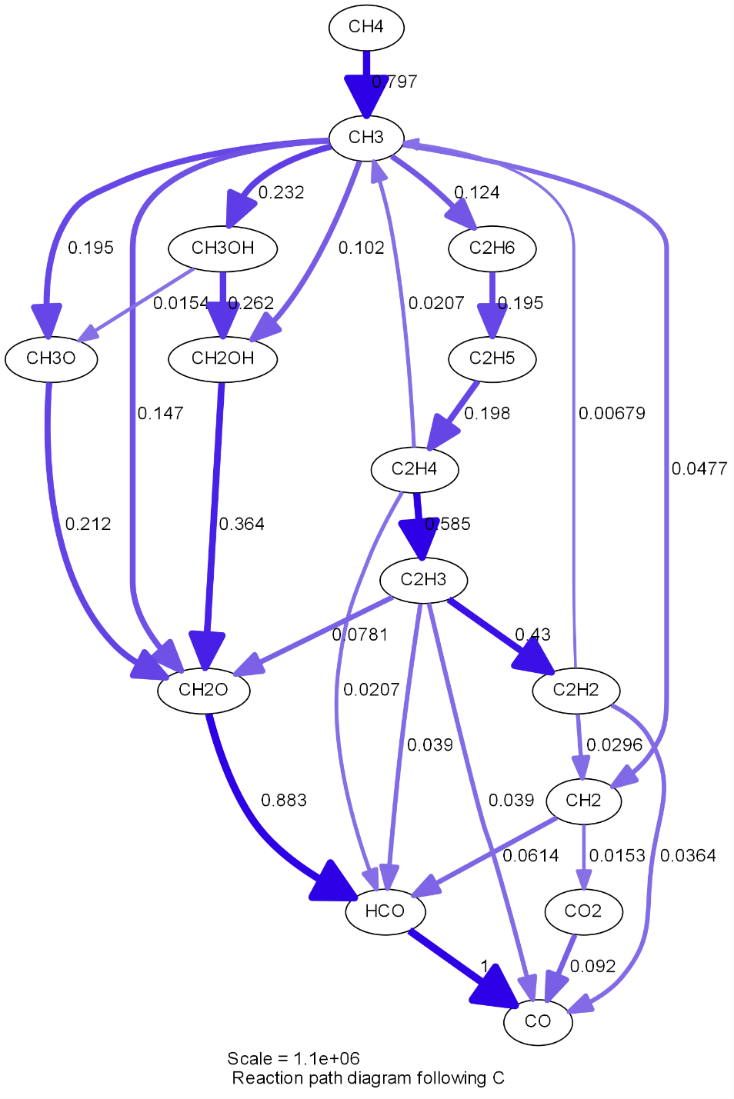 CH4
0.797
CH3
0.232
0.124
0.195
CH3OH
0.102
C2H6
0.0154
0.262
0.0207
0.195
CH3O
CH2OH
C2H5
0.147
0.198
0.00679
C2H4
0.0477
0.212
0.364
0.585
C2H3
0.0781
0.43
CH2O
0.0207
C2H2
0.039
0.0296
0.883
0.039
CH2
0.0614
0.0153
0.0364
HCO
CO2
1
0.092
CO
Scale = 1.1e+06
Reaction path diagram following C